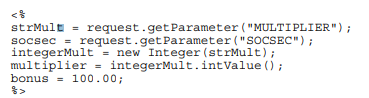 <%
strMult = request.getParameter("MULTIPLIER");
socsec = request.getParameter("SOCSEC");
integerMult = new Integer(strMult);
multiplier = integerMult.intValue();
bonus = 100.00;
%>